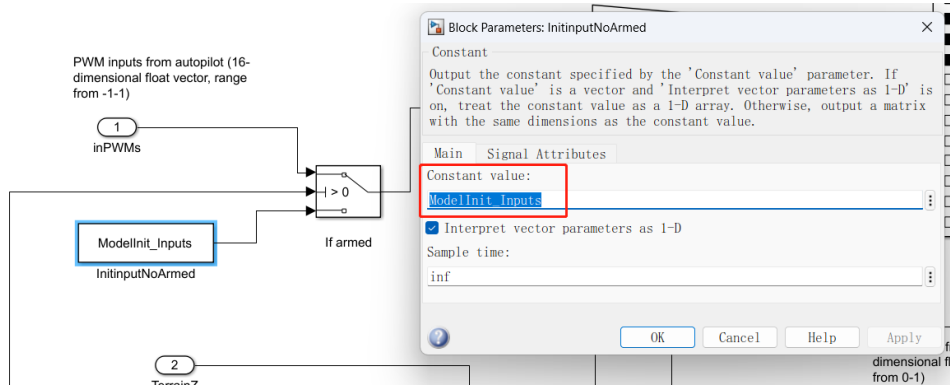 PWM inputs from autopilot (16-
dimensional float vector, range
from -1-1)
1
inPWMs
> 0
If armed
ModelInit_Inputs
InitinputNoArmed
2
TerrainZ
Block Parameters: InitinputNoArmed
Constant
Output the constant specified by the 'Constant value' parameter. If
'Constant value' is a vector and 'Interpret vector parameters as 1-D' is
on, treat the constant value as a 1-D array. Otherwise, output a matrix
with the same dimensions as the constant value.
Main Signal Attributes
Constant value:
ModelInit_Inputs
Interpret vector parameters as 1-D
Sample time:
inf
OK Cancel Help Apply
dimensional
from 0-1)